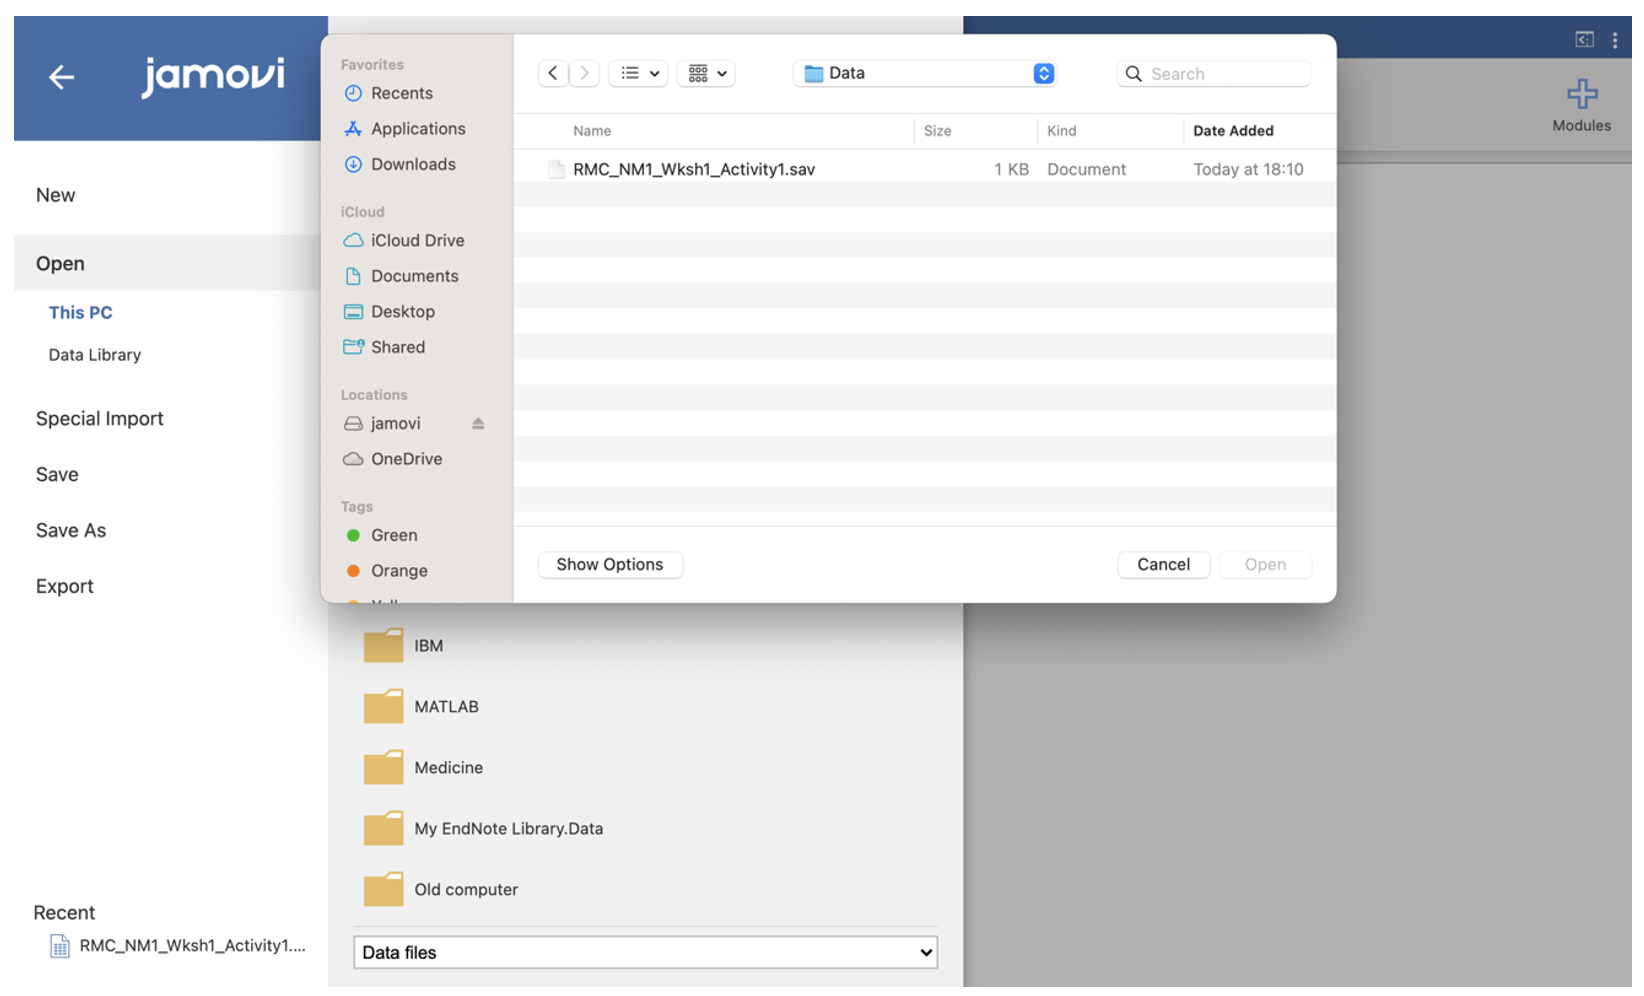 jamovi
New
Open
This PC
Data Library
Special Import
Save
Save As
Export
Recent
RMC_NM1_Wksh1_Activity1....
Favorites
Recents
Applications
Downloads
iCloud
iCloud Drive
Documents
Desktop
Shared
Locations
jamovi
OneDrive
Tags
Green
Orange
Data
Search
Name Size Kind Date Added
RMC_NM1_Wksh1_Activity1.sav 1 KB Document Today at 18:10
Show Options Cancel Open
IBM
MATLAB
Medicine
My EndNote Library.Data
Old computer
Data files
Modules